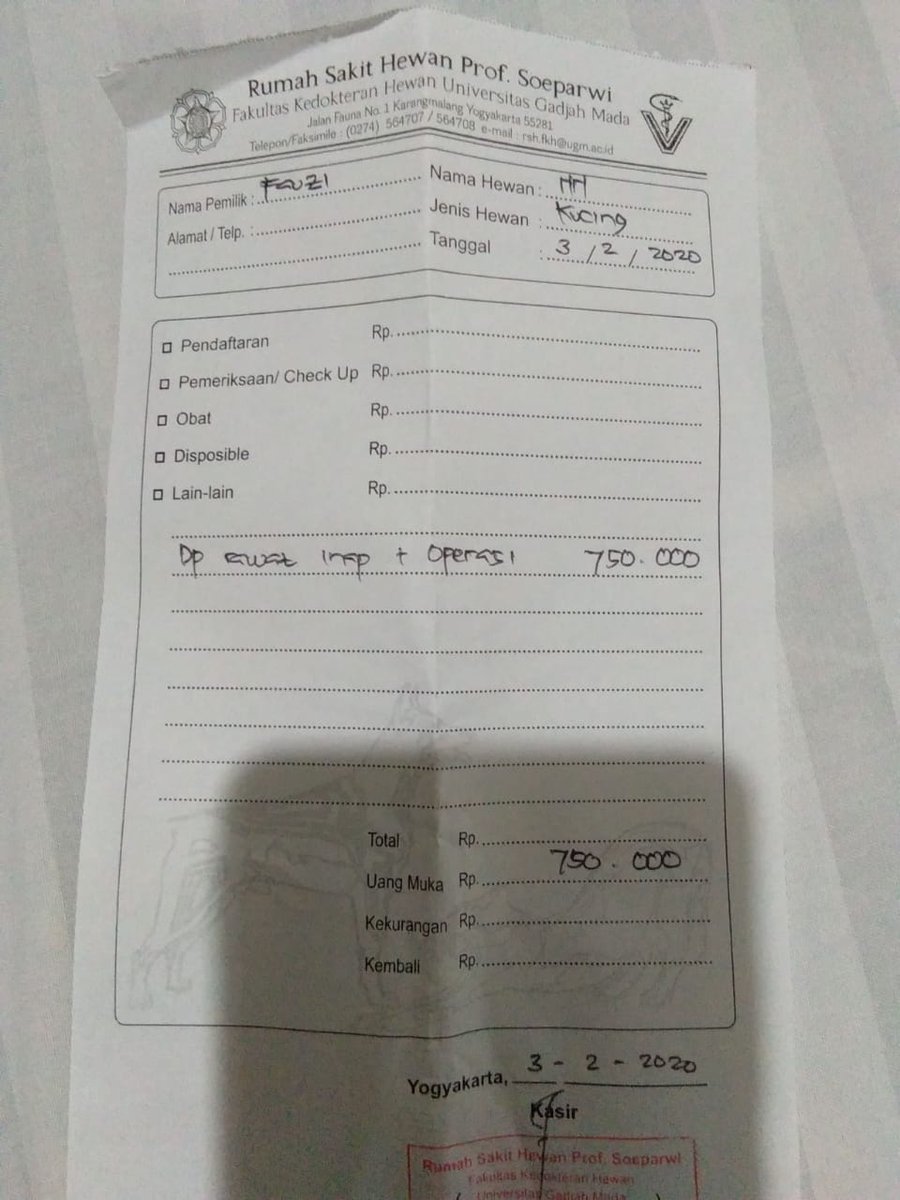 Rumah Sakit Hewan Prof. Soeparwi
Fakultas Kedokteran Hewan Universitas Gadjah Mada
Jalan Fauna No. 1 Karangmalang Yogyakarta 55281
Telepon/Faksimile : (0274) 564707 / 564708 e-mail : rsh.fkh@ugm.ac.id
Nama Pemilik : Fauzi
Alamat / Telp. :
Nama Hewan :
Jenis Hewan : Kucing
Tanggal : 3 / 2 / 2020
Pendaftaran Rp.
Pemeriksaan/ Check Up Rp.
Obat Rp.
Disposible Rp.
Lain-lain Rp.
Dp rawat inap + Operasi 750.000
Total Rp.
Uang Muka Rp. 750.000
Kekurangan Rp.
Kembali Rp.
Yogyakarta, 3 - 2 - 2020
Kasir
Rumah Sakit Hewan Prof. Soeparwi
Fakultas Kedokteran Hewan
Universitas Gadjah Mada